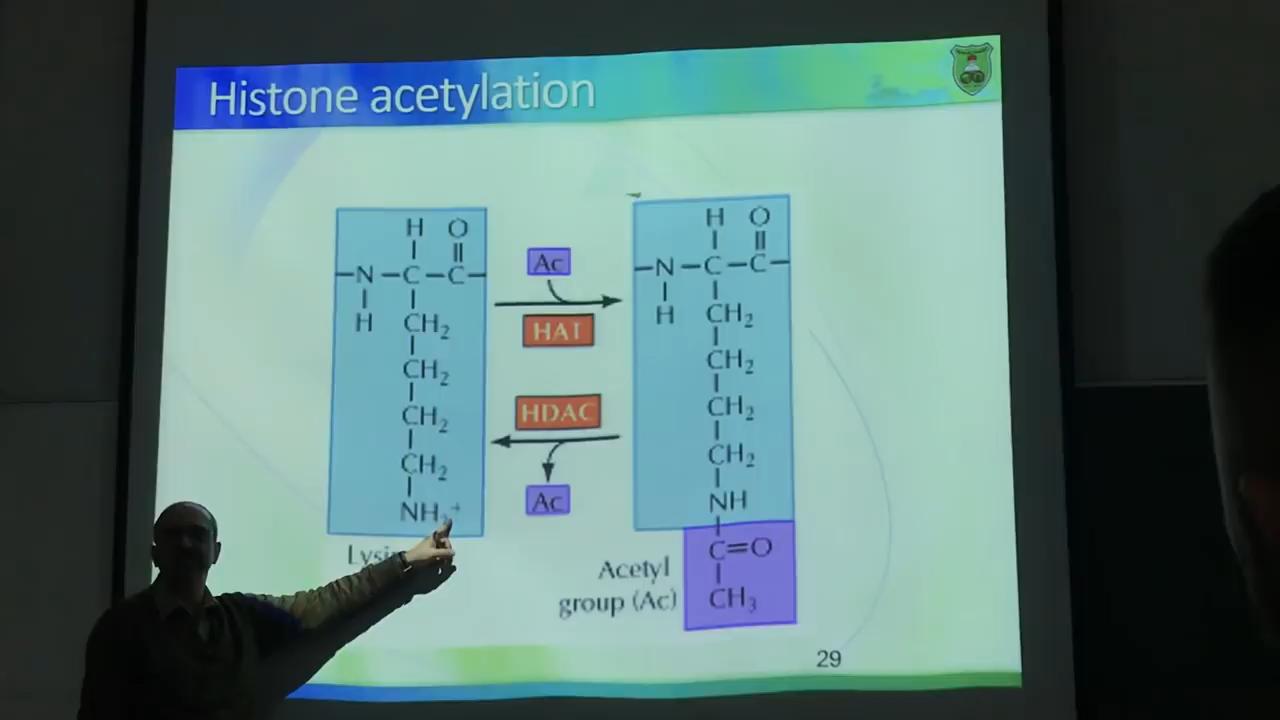 Histone acetylation
H O
–N–C–C–
H CH₂
CH₂
CH₂
CH₂
NH₃⁺
Ac
HAT
HDAC
Ac
H O
–N–C–C–
H CH₂
CH₂
CH₂
CH₂
NH
C=O
CH₃
Acetyl
group (Ac)
29